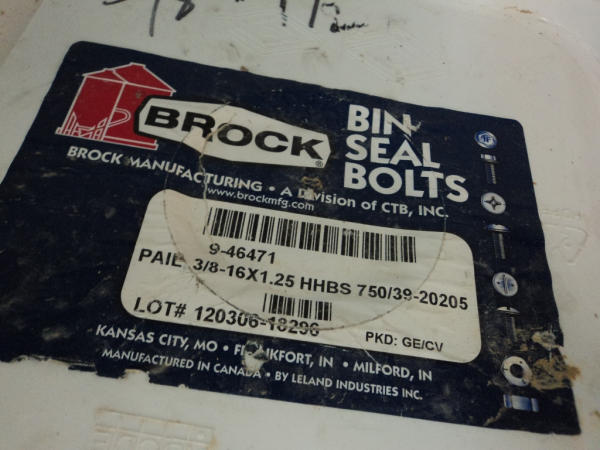 BROCK®
BIN
SEAL
BOLTS
BROCK MANUFACTURING • A Division of CTB, INC.
www.brockmfg.com
9-46471
PAIL 3/8-16X1.25 HHBS 750/39-20205
LOT# 120306-18296
PKD: GE/CV
KANSAS CITY, MO • FRANKFORT, IN • MILFORD, IN
MANUFACTURED IN CANADA • BY LELAND INDUSTRIES INC.